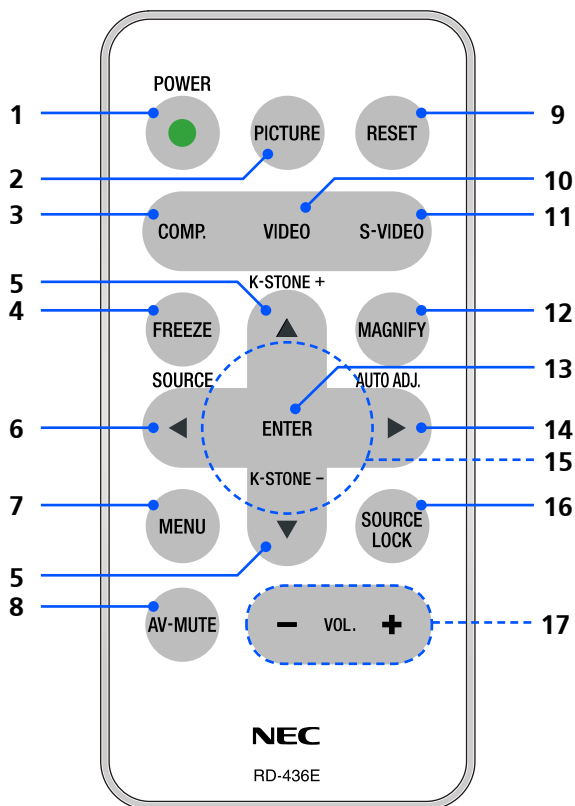 POWER
1
PICTURE
RESET
9
2
10
3
COMP.
VIDEO
S-VIDEO
11
5
K-STONE +
4
FREEZE
MAGNIFY
12
SOURCE
AUTO ADJ.
13
6
ENTER
14
15
K-STONE −
7
MENU
SOURCE
LOCK
16
5
8
AV-MUTE
− VOL. +
17
NEC
RD-436E